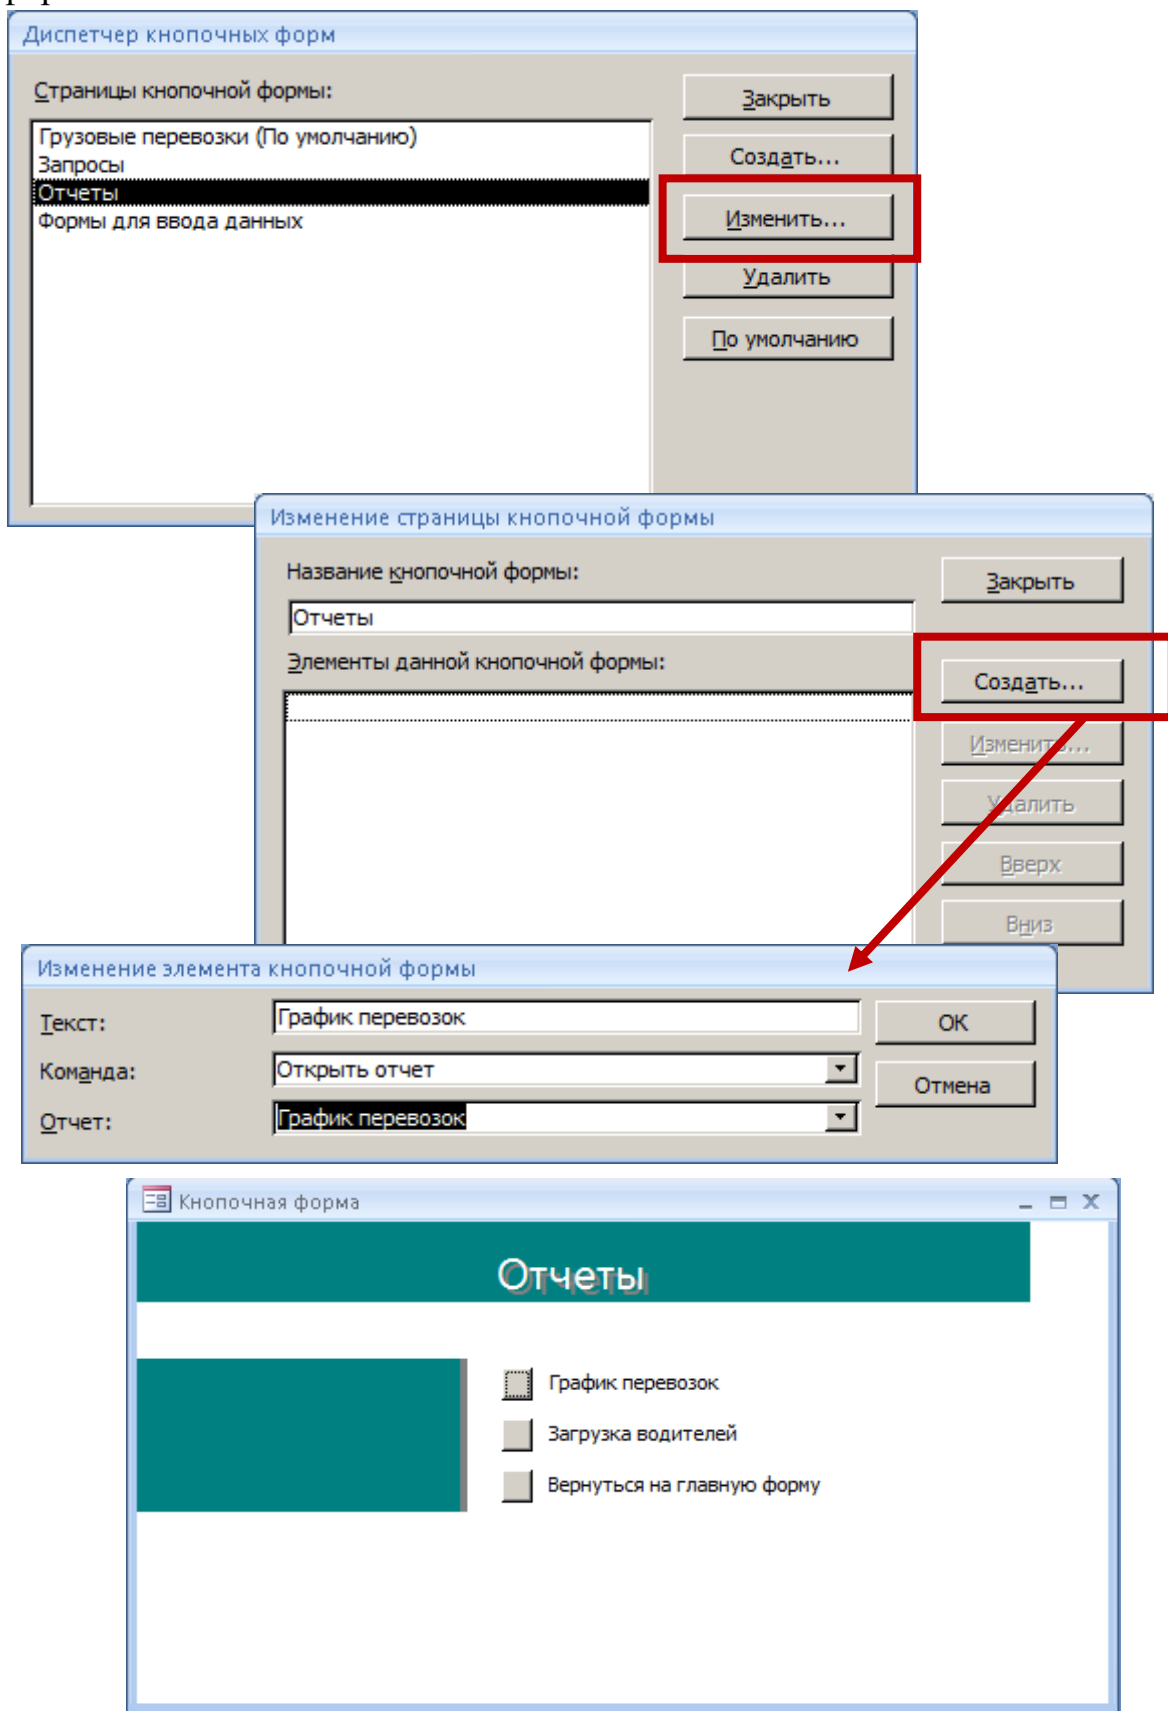 Диспетчер кнопочных форм
Страницы кнопочной формы:
Закрыть
Грузовые перевозки (По умолчанию)
Запросы
Отчеты
Формы для ввода данных
Создать...
Изменить...
Удалить
По умолчанию
Изменение страницы кнопочной формы
Название кнопочной формы:
Закрыть
Отчеты
Элементы данной кнопочной формы:
Создать...
Изменить...
Удалить
Вверх
Вниз
Изменение элемента кнопочной формы
Текст:
График перевозок
ОК
Команда:
Открыть отчет
Отмена
Отчет:
График перевозок
Кнопочная форма
Отчеты
График перевозок
Загрузка водителей
Вернуться на главную форму